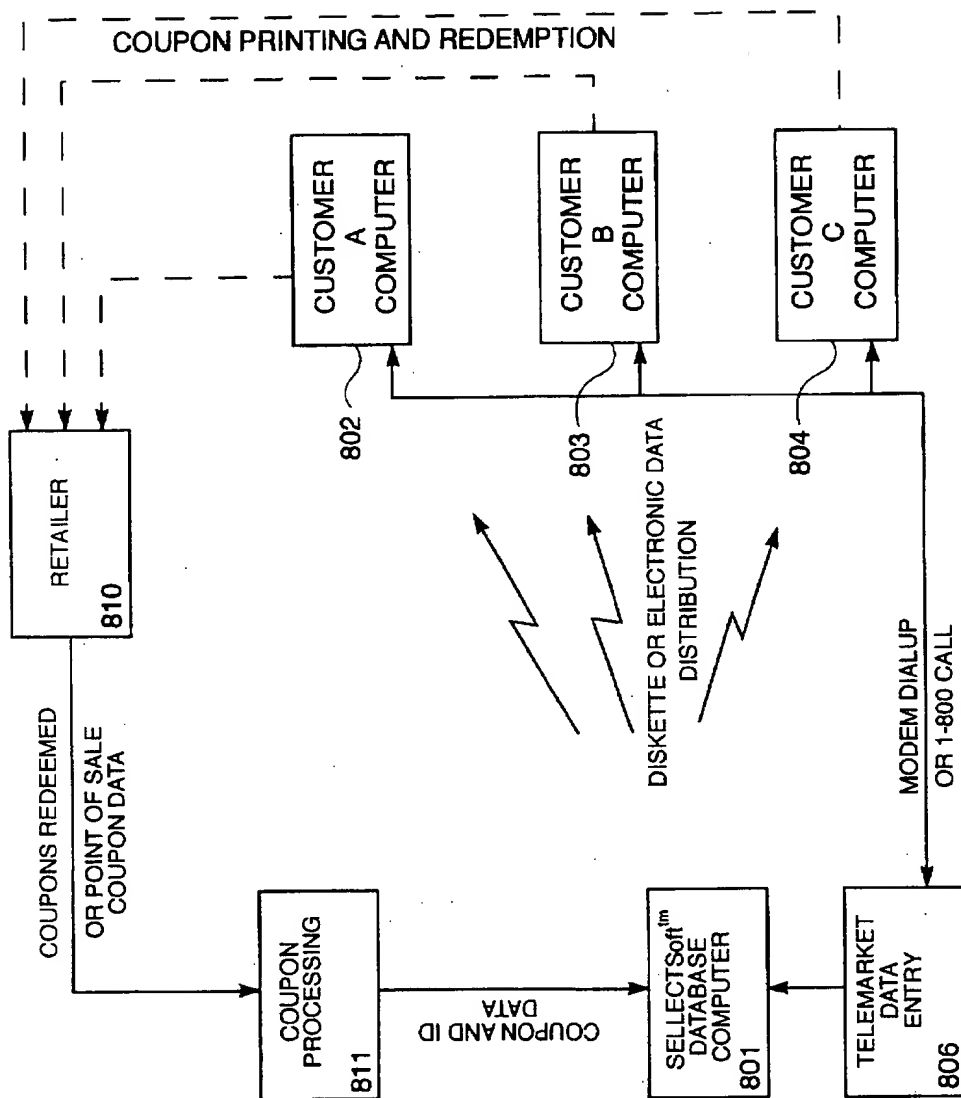 COUPON PRINTING AND REDEMPTION
RETAILER
810
COUPONS REDEEMED
OR POINT OF SALE
COUPON DATA
CUSTOMER
A
COMPUTER
802
CUSTOMER
B
COMPUTER
803
CUSTOMER
C
COMPUTER
804
DISKETTE OR ELECTRONIC DATA
DISTRIBUTION
COUPON
PROCESSING
811
COUPON AND ID
DATA
SELLECTSoft™
DATABASE
COMPUTER
801
MODEM DIALUP
OR 1-800 CALL
TELEMARKET
DATA
ENTRY
806